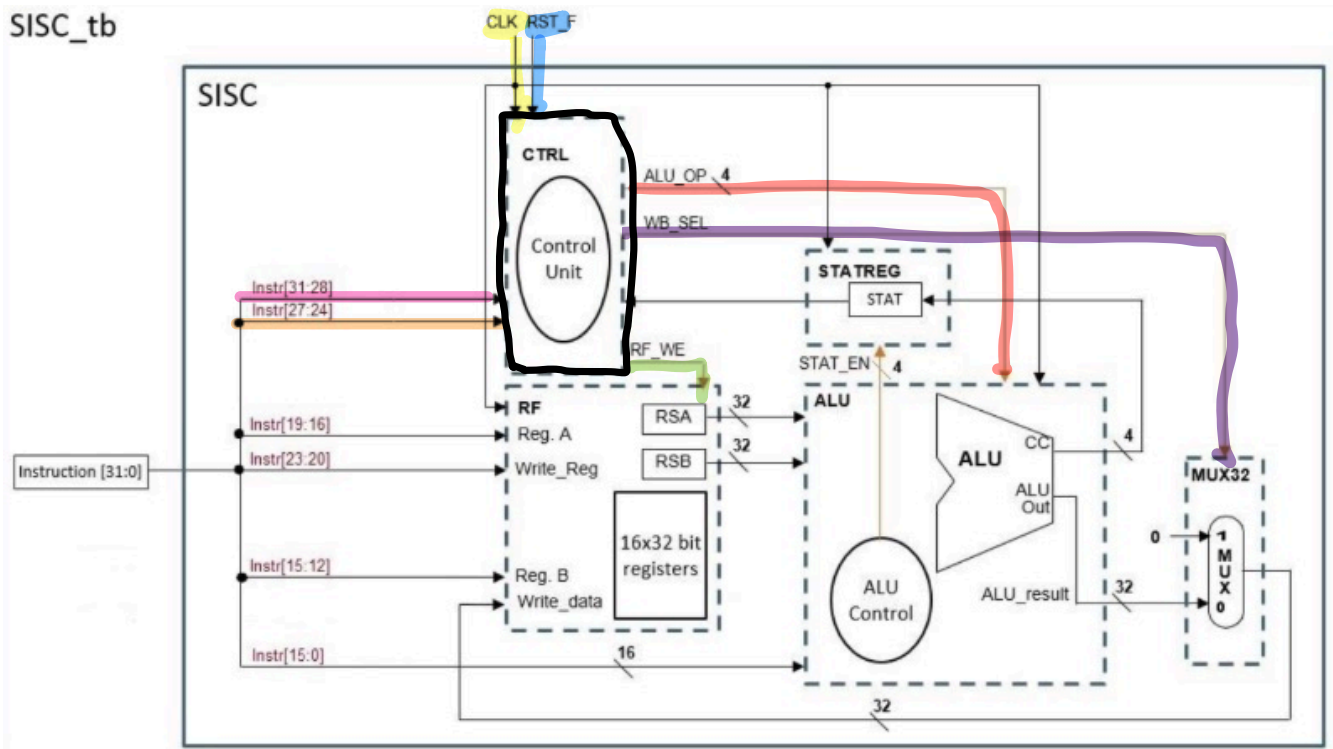 SISC_tb
CLK RST_F
SISC
CTRL
Control
Unit
ALU_OP 4
WB_SEL
STATREG
STAT
Instr[31:28]
Instr[27:24]
RF_WE
STAT_EN 4
RF
RSA
32
ALU
Instr[19:16]
Reg. A
CC
4
Instr[23:20]
Write_Reg
RSB
32
ALU
Instruction [31:0]
MUX32
ALU
Out
16x32 bit
registers
0
1
M
U
X
0
Instr[15:12]
Reg. B
Write_data
ALU
Control
ALU_result
32
Instr[15:0]
16
32